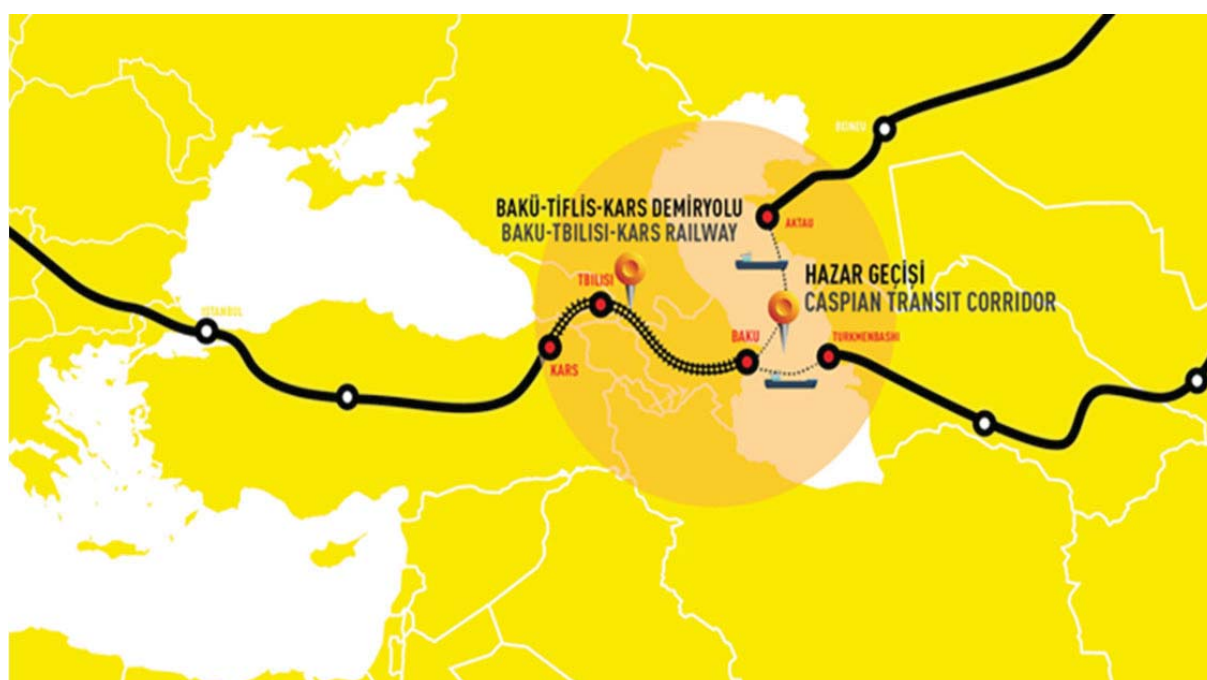 BEINEU
BAKÜ-TİFLİS-KARS DEMİRYOLU
BAKU-TBILISI-KARS RAILWAY
AKTAU
HAZAR GEÇİŞİ
CASPIAN TRANSIT CORRIDOR
TBILISI
ISTANBUL
BAKU
TURKMENBASHI
KARS